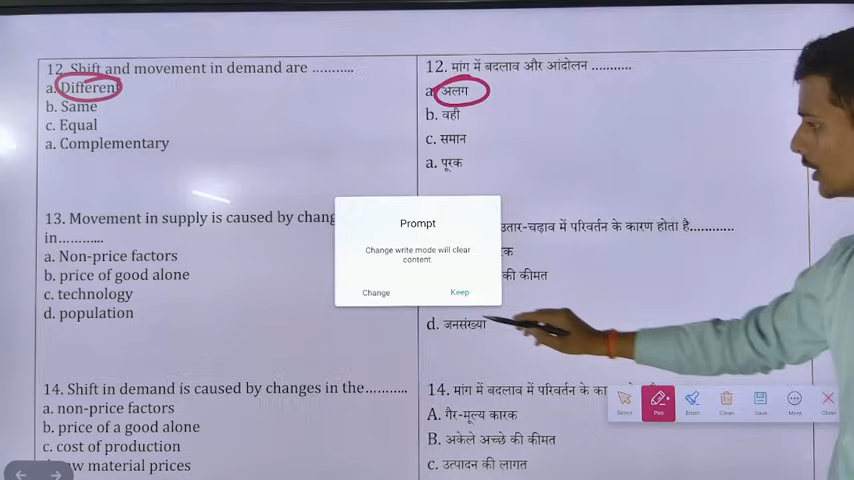 12. Shift and movement in demand are ...........
a. Different
b. Same
c. Equal
a. Complementary
13. Movement in supply is caused by chang
in...........
a. Non-price factors
b. price of good alone
c. technology
d. population
14. Shift in demand is caused by changes in the...........
a. non-price factors
b. price of a good alone
c. cost of production
material prices
12. मांग में बदलाव और आंदोलन ...........
a. अलग
b. वही
c. समान
a. पूरक
उतार-चढ़ाव में परिवर्तन के कारण होता है............
की कीमत
d. जनसंख्या
14. मांग में बदलाव में परिवर्तन के
A. गैर-मूल्य कारक
B. अकेले अच्छे की कीमत
c. उत्पादन की लागत
Prompt
Change write mode will clear
content.
Change
Keep
Select
Pen
Brush
Clean
Save
More
Close